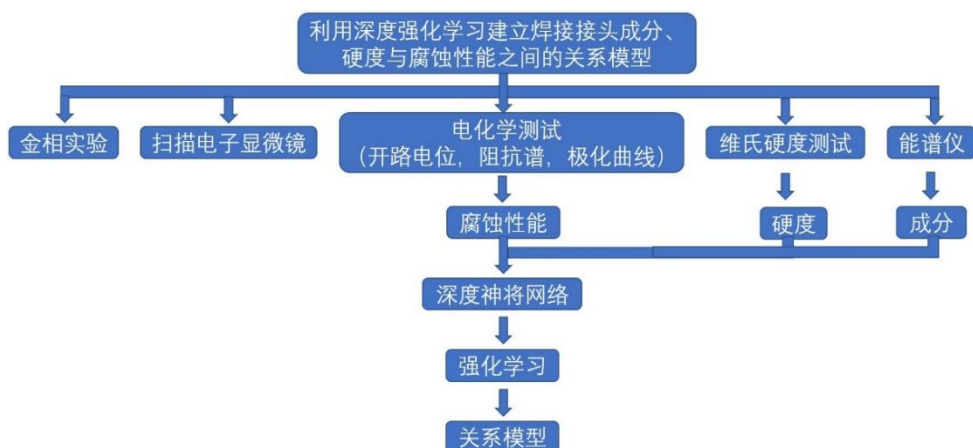 利用深度强化学习建立焊接接头成分、
硬度与腐蚀性能之间的关系模型
金相实验
扫描电子显微镜
电化学测试
（开路电位，阻抗谱，极化曲线）
维氏硬度测试
能谱仪
腐蚀性能
硬度
成分
深度神将网络
强化学习
关系模型